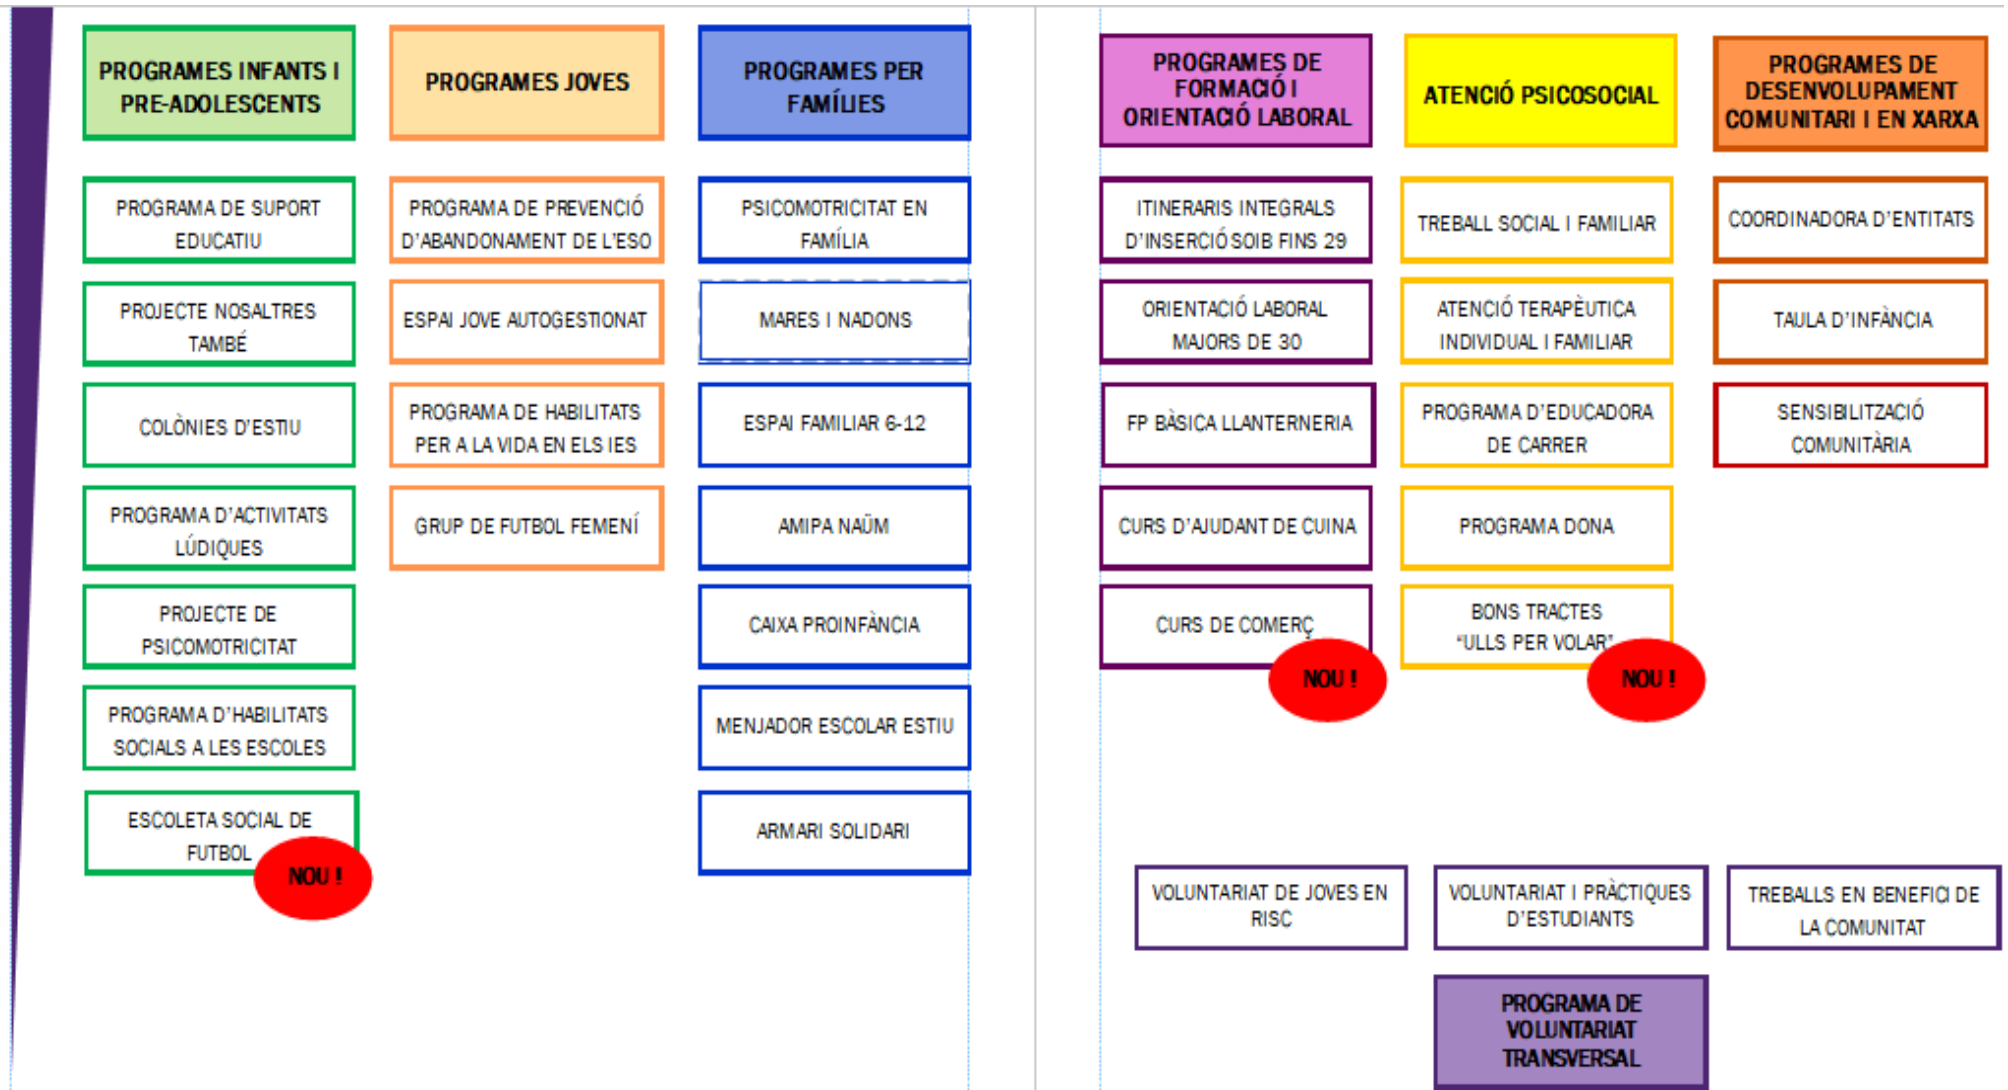 PROGRAMES INFANTS I
PRE-ADOLESCENTS
PROGRAMA DE SUPORT
EDUCATIU
PROJECTE NOSALTRES
TAMBÉ
COLÒNIES D'ESTIU
PROGRAMA D'ACTIVITATS
LÚDIQUES
PROJECTE DE
PSICOMOTRICITAT
PROGRAMA D'HABILITATS
SOCIALS A LES ESCOLES
ESCOLETA SOCIAL DE
FUTBOL
NOU !
PROGRAMES JOVES
PROGRAMA DE PREVENCIÓ
D'ABANDONAMENT DE L'ESO
ESPAI JOVE AUTOGESTIONAT
PROGRAMA DE HABILITATS
PER A LA VIDA EN ELS IES
GRUP DE FUTBOL FEMENÍ
PROGRAMES PER
FAMÍLIES
PSICOMOTRICITAT EN
FAMÍLIA
MARES I NADONS
ESPAI FAMILIAR 6-12
AMIPA NAÜM
CAIXA PROINFÀNCIA
MENJADOR ESCOLAR ESTIU
ARMARI SOLIDARI
PROGRAMES DE
FORMACIÓ I
ORIENTACIÓ LABORAL
ITINERARIS INTEGRALS
D'INSERCIÓ SOIB FINS 29
ORIENTACIÓ LABORAL
MAJORS DE 30
FP BÀSICA LLANTERNERIA
CURS D'AJUDANT DE CUINA
CURS DE COMERÇ
NOU !
ATENCIÓ PSICOSOCIAL
TREBALL SOCIAL I FAMILIAR
ATENCIÓ TERAPÈUTICA
INDIVIDUAL I FAMILIAR
PROGRAMA D'EDUCADORA
DE CARRER
PROGRAMA DONA
BONS TRACTES
"ULLS PER VOLAR"
NOU !
PROGRAMES DE
DESENVOLUPAMENT
COMUNITARI I EN XARXA
COORDINADORA D'ENTITATS
TAULA D'INFÀNCIA
SENSIBILITZACIÓ
COMUNITÀRIA
VOLUNTARIAT DE JOVES EN
RISC
VOLUNTARIAT I PRÀCTIQUES
D'ESTUDIANTS
TREBALLS EN BENEFICI DE
LA COMUNITAT
PROGRAMA DE
VOLUNTARIAT
TRANSVERSAL